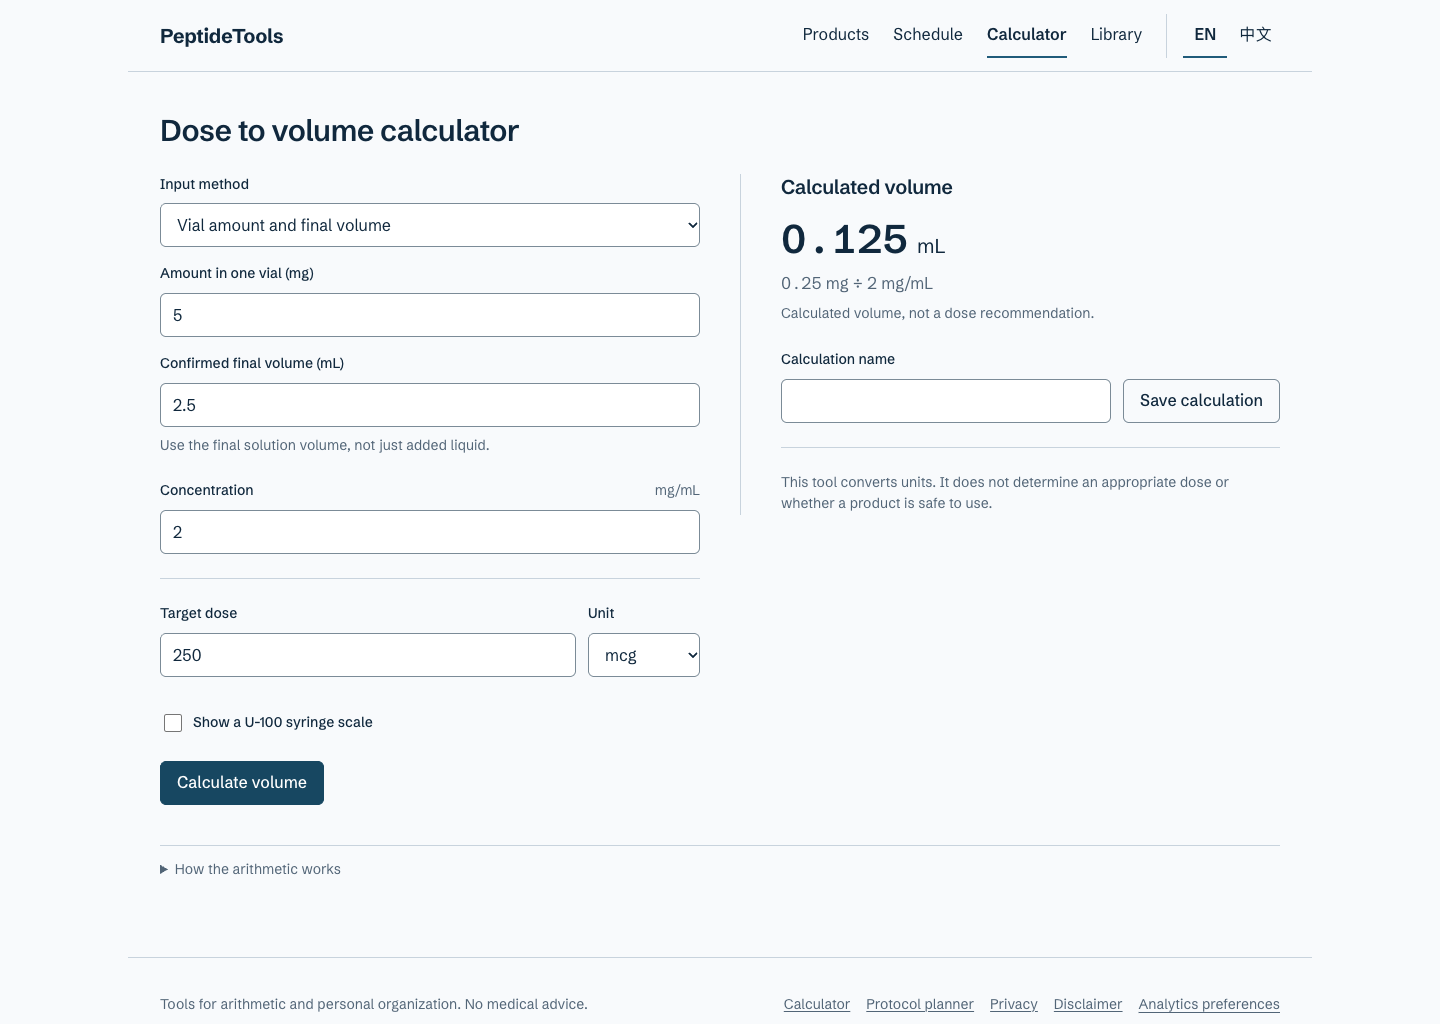 PeptideTools
Products
Schedule
Calculator
Library
EN
中文
Dose to volume calculator
Input method
Vial amount and final volume
Amount in one vial (mg)
5
Confirmed final volume (mL)
2.5
Use the final solution volume, not just added liquid.
Concentration
mg/mL
2
Target dose
Unit
250
mcg
Show a U-100 syringe scale
Calculate volume
Calculated volume
0.125 mL
0.25 mg ÷ 2 mg/mL
Calculated volume, not a dose recommendation.
Calculation name
Save calculation
This tool converts units. It does not determine an appropriate dose or
whether a product is safe to use.
How the arithmetic works
Tools for arithmetic and personal organization. No medical advice.
Calculator
Protocol planner
Privacy
Disclaimer
Analytics preferences